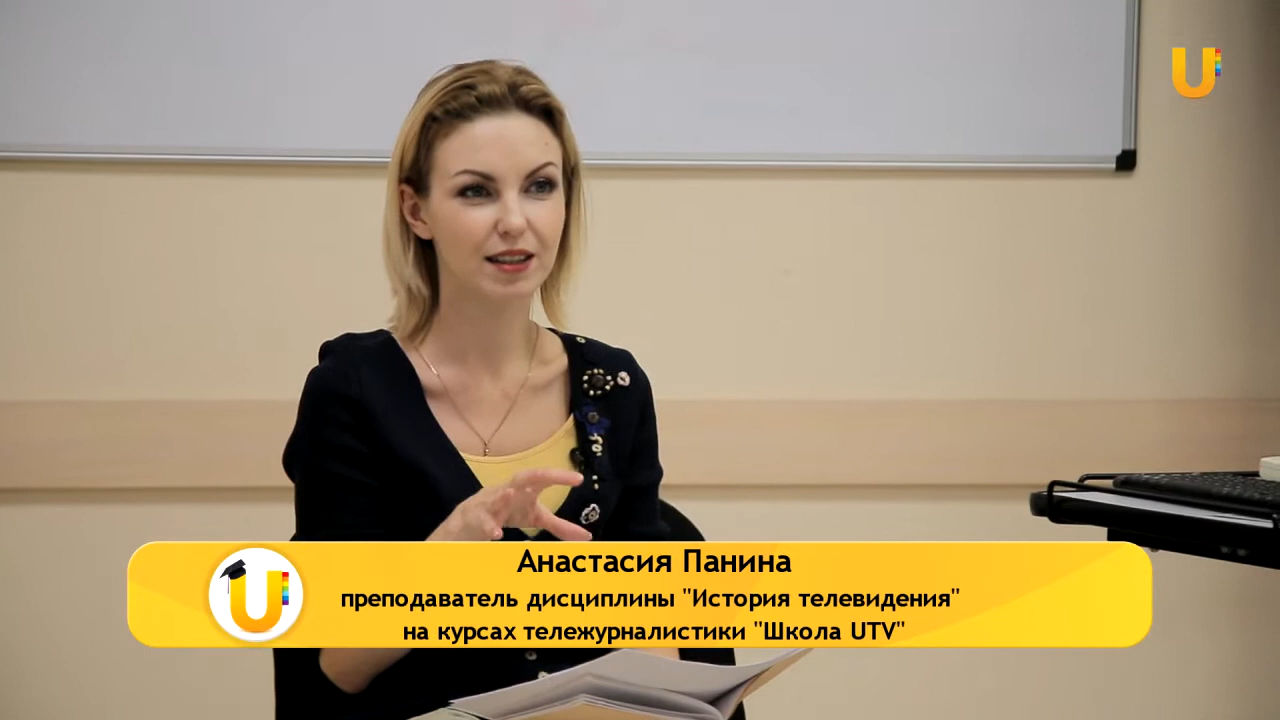 U
Анастасия Панина
преподаватель дисциплины "История телевидения"
на курсах тележурналистики "Школа UTV"
U